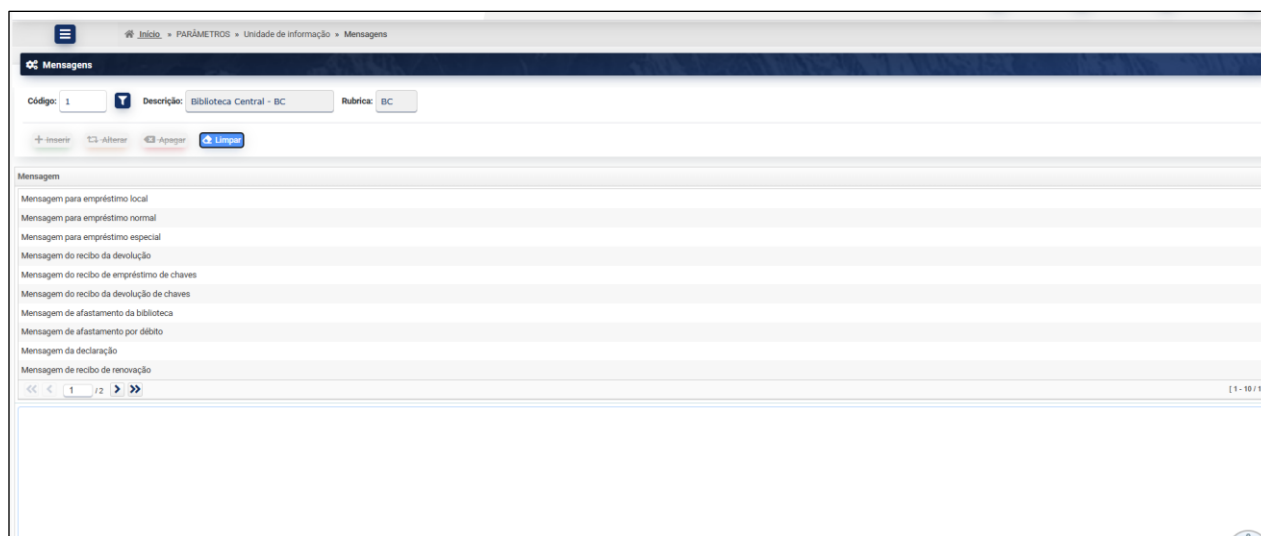 Início » PARÂMETROS » Unidade de informação » Mensagens
Mensagens
Código: 1 Descrição: Biblioteca Central - BC Rubrica: BC
Inserir Alterar Apagar Limpar
Mensagem
Mensagem para empréstimo local
Mensagem para empréstimo normal
Mensagem para empréstimo especial
Mensagem do recibo da devolução
Mensagem do recibo de empréstimo de chaves
Mensagem do recibo da devolução de chaves
Mensagem de afastamento da biblioteca
Mensagem de afastamento por débito
Mensagem da declaração
Mensagem de recibo de renovação
1 / 2 [ 1 - 10 / 1